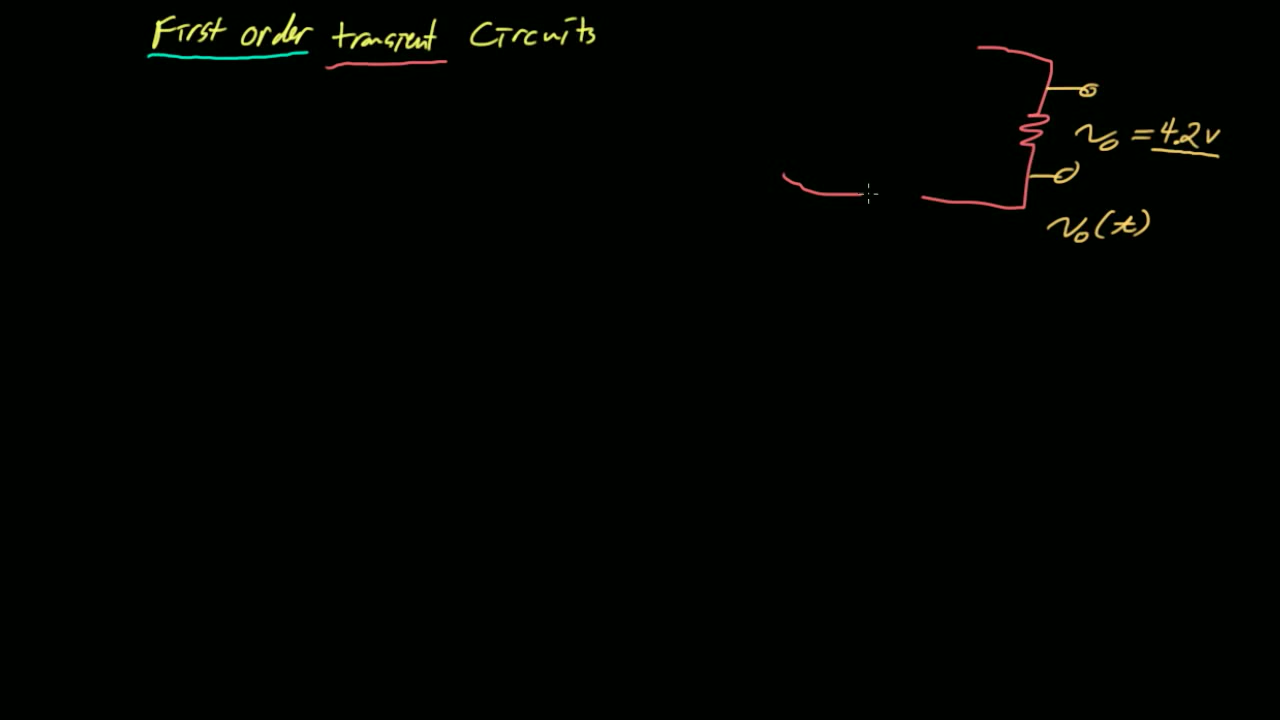 First order transient Circuits
v₀ = 4.2v
v₀(t)